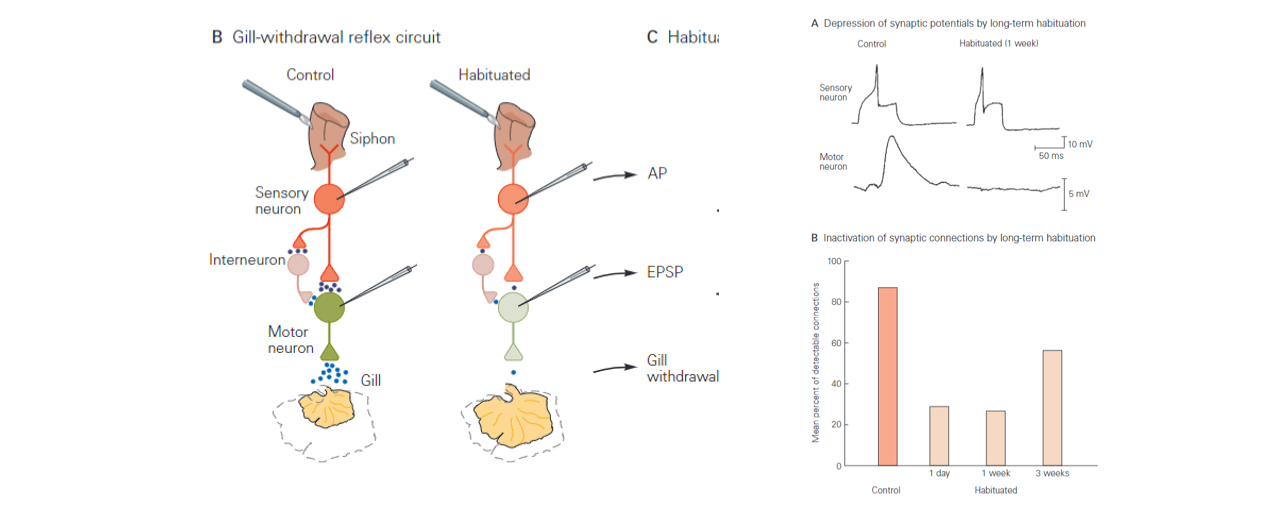 B Gill-withdrawal reflex circuit
Control
Habituated
Siphon
Sensory
neuron
Interneuron
Motor
neuron
Gill
C Habitua
AP
EPSP
Gill
withdrawal
A Depression of synaptic potentials by long-term habituation
Control
Habituated (1 week)
Sensory
neuron
10 mV
50 ms
Motor
neuron
5 mV
B Inactivation of synaptic connections by long-term habituation
Mean percent of detectable connections
100
80
60
40
20
0
1 day
1 week
3 weeks
Control
Habituated